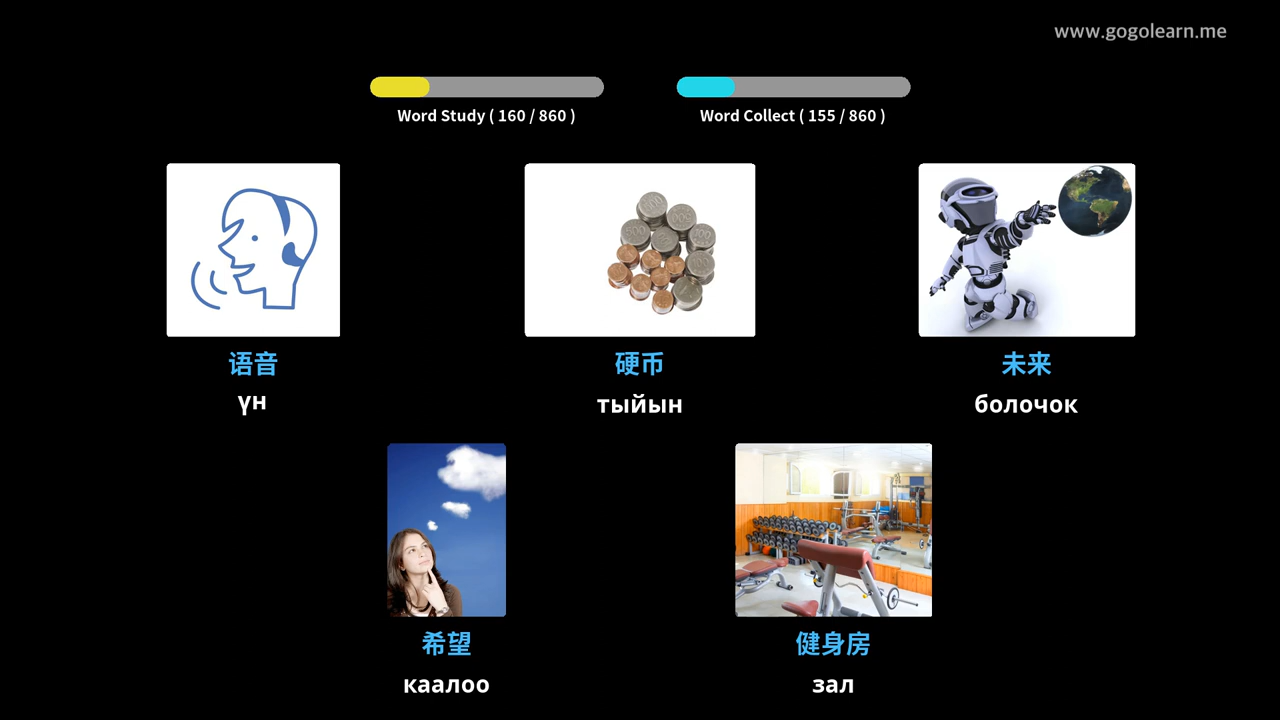 www.gogolearn.me
Word Study ( 160 / 860 )
Word Collect ( 155 / 860 )
语音
үн
硬币
тыйын
未来
болочок
希望
каалоо
健身房
зал